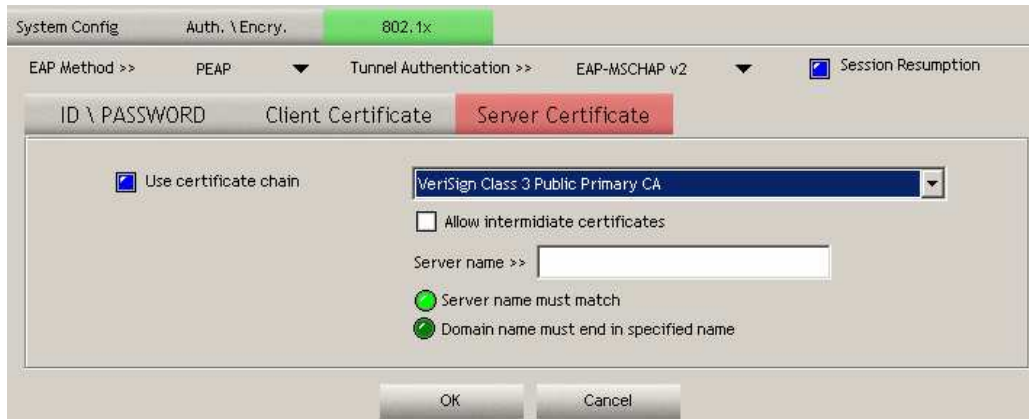 System Config Auth. \ Encry. 802.1x
EAP Method >> PEAP Tunnel Authentication >> EAP-MSCHAP v2 Session Resumption
ID \ PASSWORD Client Certificate Server Certificate
Use certificate chain VeriSign Class 3 Public Primary CA
Allow intermidiate certificates
Server name >>
Server name must match
Domain name must end in specified name
OK Cancel